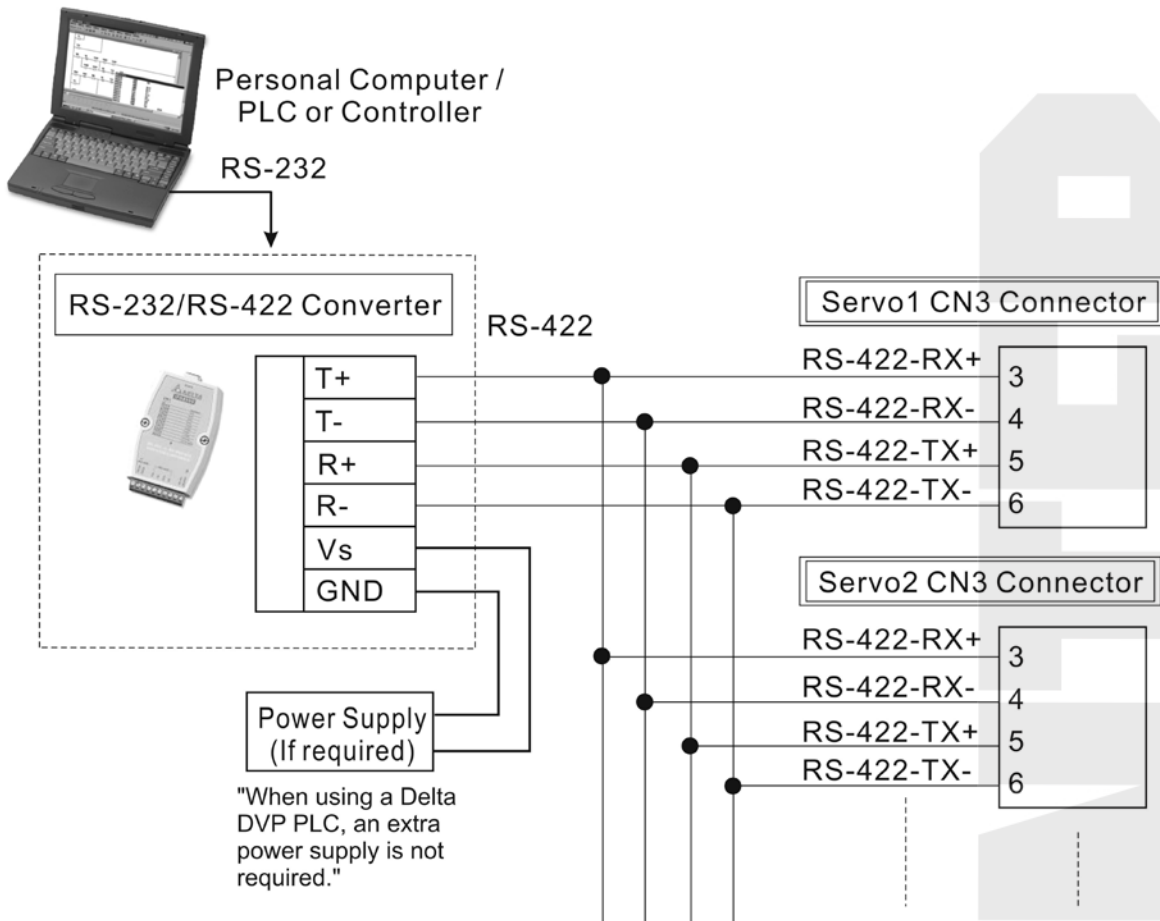 Personal Computer /
PLC or Controller
RS-232
RS-232/RS-422 Converter
RS-422
T+
T-
R+
R-
Vs
GND
Power Supply
(If required)
"When using a Delta
DVP PLC, an extra
power supply is not
required."
Servo1 CN3 Connector
RS-422-RX+
3
RS-422-RX-
4
RS-422-TX+
5
RS-422-TX-
6
Servo2 CN3 Connector
RS-422-RX+
3
RS-422-RX-
4
RS-422-TX+
5
RS-422-TX-
6